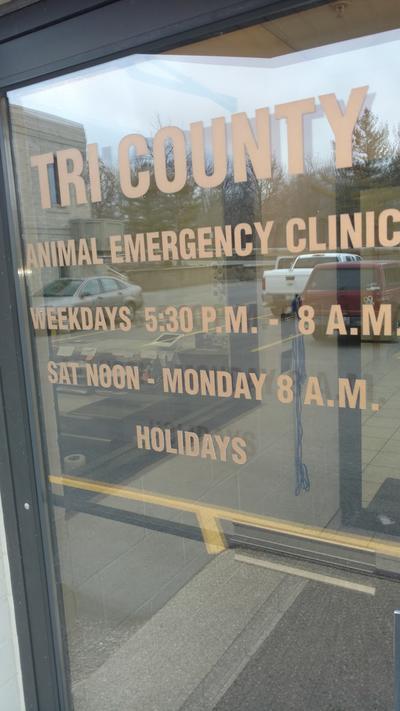 TRI COUNTY
ANIMAL EMERGENCY CLINIC
WEEKDAYS 5:30 P.M. - 8 A.M.
SAT NOON - MONDAY 8 A.M.
HOLIDAYS